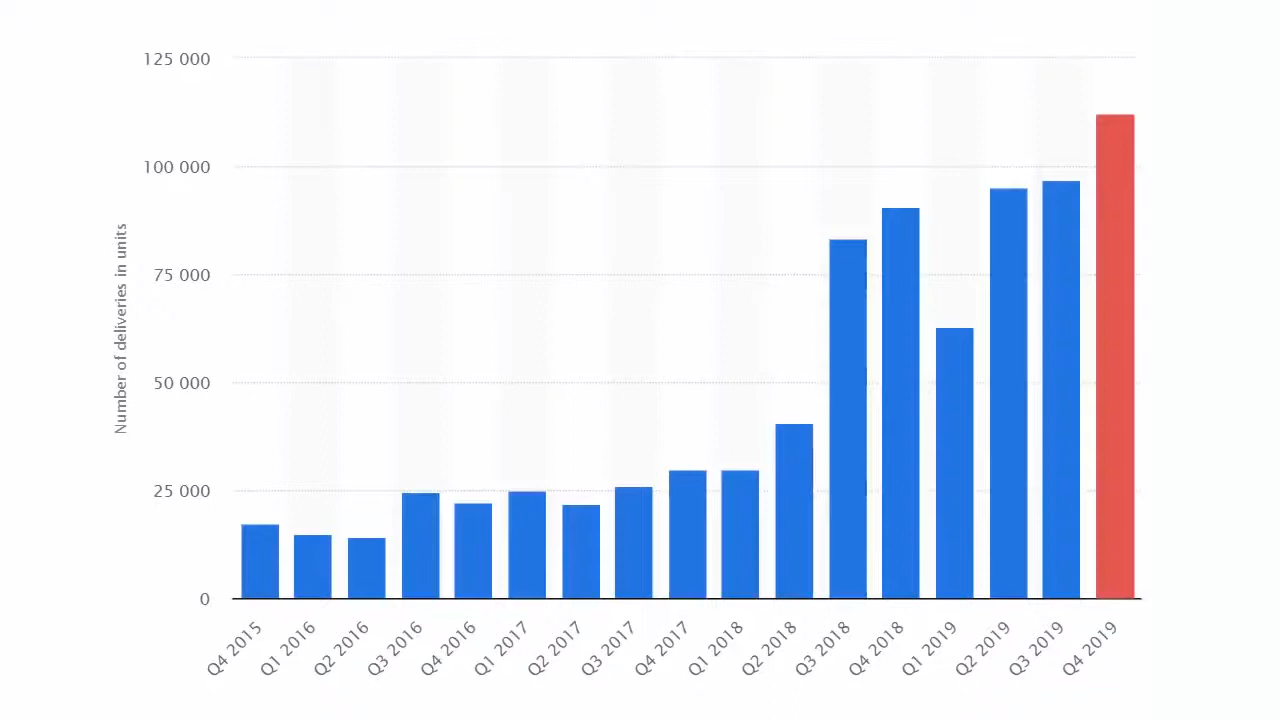 125 000
100 000
75 000
50 000
25 000
0
Number of deliveries in units
Q4 2015
Q1 2016
Q2 2016
Q3 2016
Q4 2016
Q1 2017
Q2 2017
Q3 2017
Q4 2017
Q1 2018
Q2 2018
Q3 2018
Q4 2018
Q1 2019
Q2 2019
Q3 2019
Q4 2019